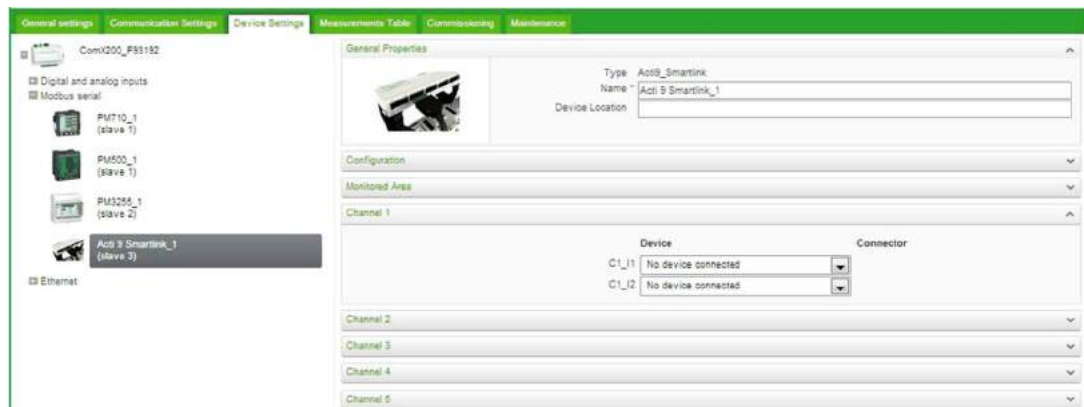 General settings Communication Settings Device Settings Measurements Table Commissioning Maintenance
ComX200_F93192
Digital and analog inputs
Modbus serial
PM710_1
(slave 1)
PM500_1
(slave 1)
PM3255_1
(slave 2)
Acti 9 Smartlink_1
(slave 3)
Ethernet
General Properties
Type Acti9_Smartlink
Name * Acti 9 Smartlink_1
Device Location
Configuration
Monitored Area
Channel 1
Device Connector
C1_I1 No device connected
C1_I2 No device connected
Channel 2
Channel 3
Channel 4
Channel 5